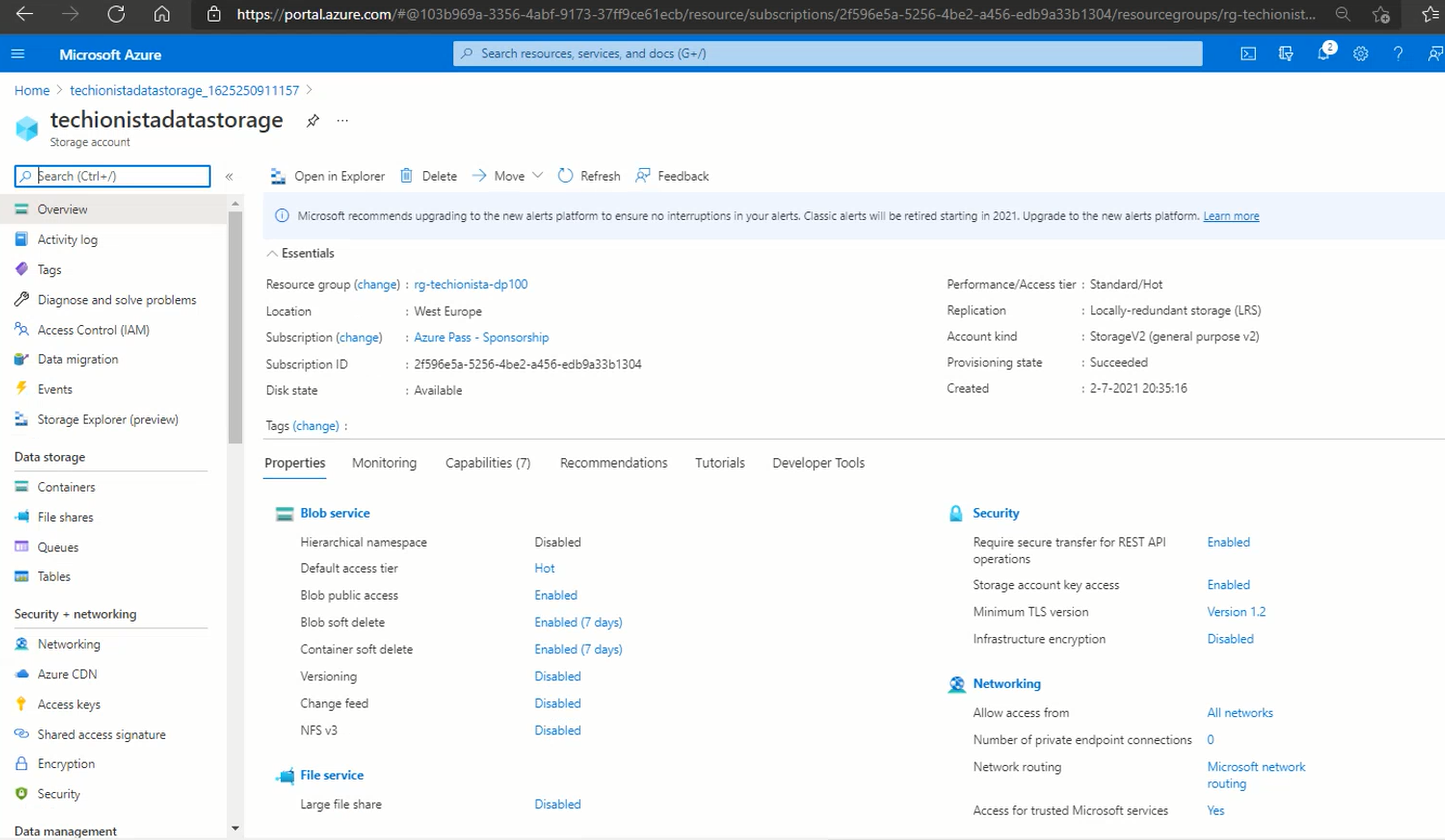 https://portal.azure.com/#@103b969a-3356-4abf-9173-37ff9ce61ecb/resource/subscriptions/2f596e5a-5256-4be2-a456-edb9a33b1304/resourcegroups/rg-techionist...
Microsoft Azure
Search resources, services, and docs (G+/)
2
Home > techionistadatastorage_1625250911157 >
techionistadatastorage
Storage account
Search (Ctrl+/)
«
Open in Explorer Delete Move Refresh Feedback
Microsoft recommends upgrading to the new alerts platform to ensure no interruptions in your alerts. Classic alerts will be retired starting in 2021. Upgrade to the new alerts platform. Learn more
Overview
Activity log
Tags
Diagnose and solve problems
Access Control (IAM)
Data migration
Events
Storage Explorer (preview)
Data storage
Containers
File shares
Queues
Tables
Security + networking
Networking
Azure CDN
Access keys
Shared access signature
Encryption
Security
Data management
Essentials
Resource group (change) : rg-techionista-dp100
Location : West Europe
Subscription (change) : Azure Pass - Sponsorship
Subscription ID : 2f596e5a-5256-4be2-a456-edb9a33b1304
Disk state : Available
Performance/Access tier : Standard/Hot
Replication : Locally-redundant storage (LRS)
Account kind : StorageV2 (general purpose v2)
Provisioning state : Succeeded
Created : 2-7-2021 20:35:16
Tags (change) :
Properties Monitoring Capabilities (7) Recommendations Tutorials Developer Tools
Blob service
Hierarchical namespace Disabled
Default access tier Hot
Blob public access Enabled
Blob soft delete Enabled (7 days)
Container soft delete Enabled (7 days)
Versioning Disabled
Change feed Disabled
NFS v3 Disabled
File service
Large file share Disabled
Security
Require secure transfer for REST API Enabled
operations
Storage account key access Enabled
Minimum TLS version Version 1.2
Infrastructure encryption Disabled
Networking
Allow access from All networks
Number of private endpoint connections 0
Network routing Microsoft network
routing
Access for trusted Microsoft services Yes